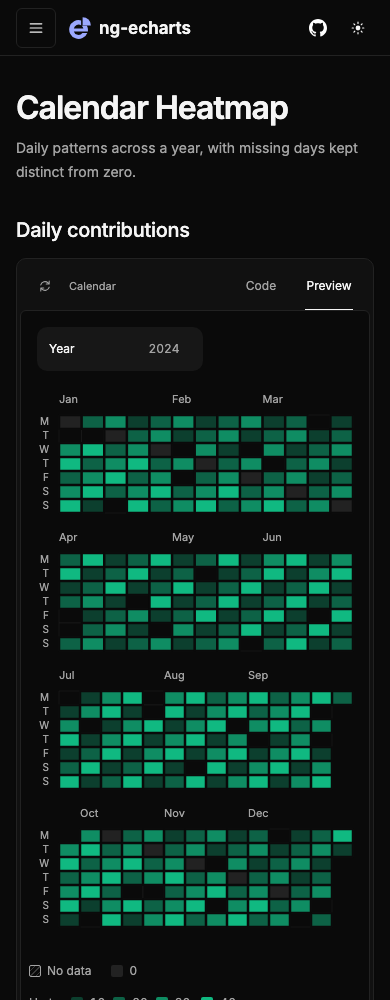 ng-echarts
Calendar Heatmap
Daily patterns across a year, with missing days kept
distinct from zero.
Daily contributions
Calendar
Code
Preview
Year
2024
Jan Feb Mar
M
T
W
T
F
S
S
Apr May Jun
M
T
W
T
F
S
S
Jul Aug Sep
M
T
W
T
F
S
S
Oct Nov Dec
M
T
W
T
F
S
S
No data 0